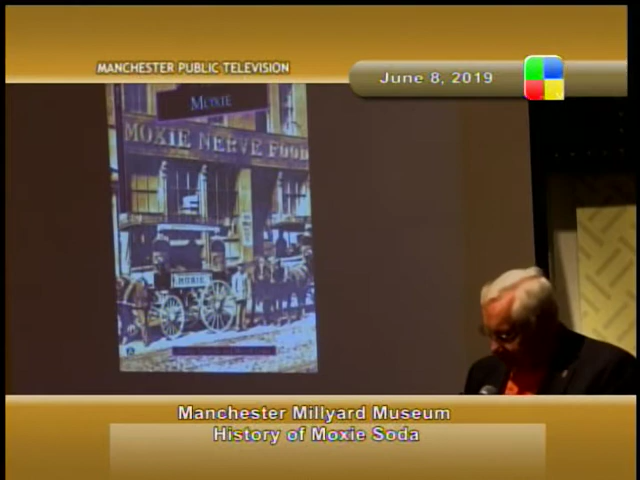 MANCHESTER PUBLIC TELEVISION
June 8, 2019
MOXIE
MOXIE NERVE FOOD
MOXIE
Manchester Millyard Museum
History of Moxie Soda